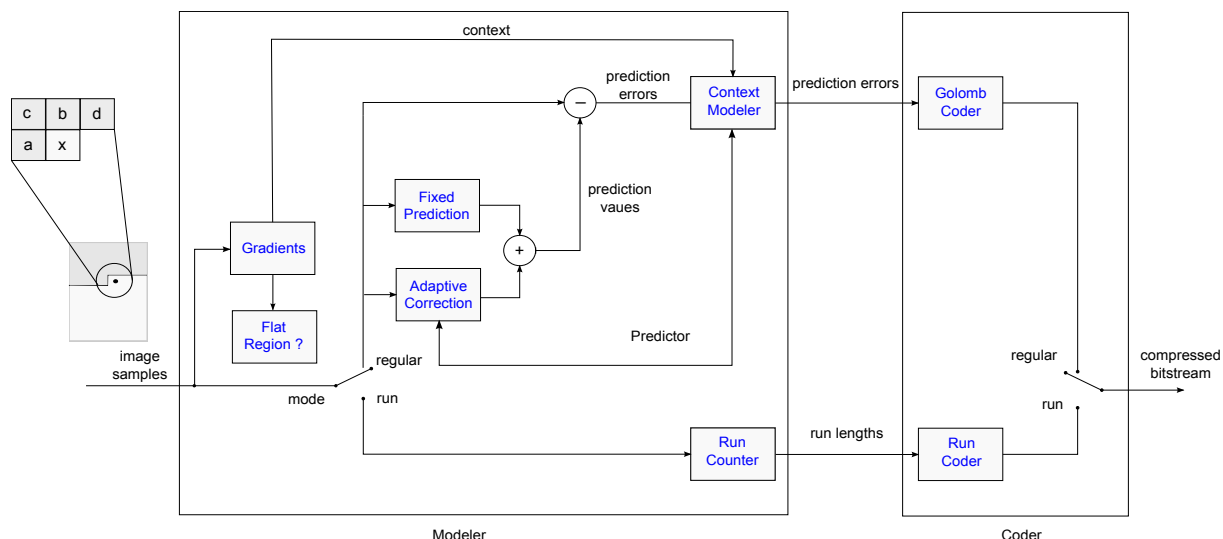 context
prediction
errors
Context
Modeler
prediction errors
Golomb
Coder
c b d
a x
Fixed
Prediction
prediction
vaues
Gradients
+
−
Adaptive
Correction
Flat
Region ?
Predictor
image
samples
regular
mode
run
regular
compressed
bitstream
run
Run
Counter
run lengths
Run
Coder
Modeler
Coder